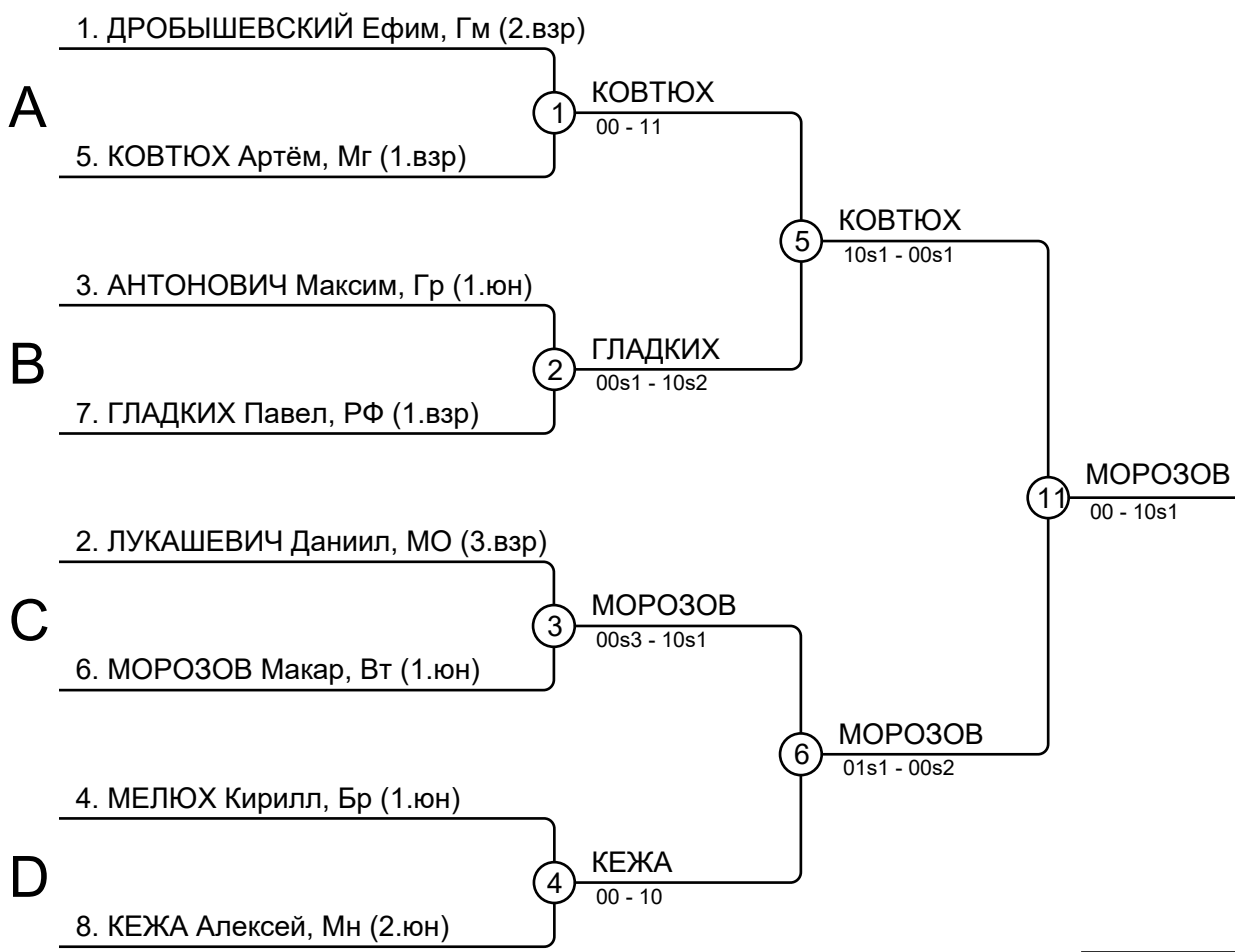 1. ДРОБЫШЕВСКИЙ Ефим, Гм (2.взр)
A
1
КОВТЮХ
00 - 11
5. КОВТЮХ Артём, Мг (1.взр)
5
КОВТЮХ
10s1 - 00s1
3. АНТОНОВИЧ Максим, Гр (1.юн)
B
2
ГЛАДКИХ
00s1 - 10s2
7. ГЛАДКИХ Павел, РФ (1.взр)
11
МОРОЗОВ
00 - 10s1
2. ЛУКАШЕВИЧ Даниил, МО (3.взр)
C
3
МОРОЗОВ
00s3 - 10s1
6. МОРОЗОВ Макар, Вт (1.юн)
6
МОРОЗОВ
01s1 - 00s2
4. МЕЛЮХ Кирилл, Бр (1.юн)
D
4
КЕЖА
00 - 10
8. КЕЖА Алексей, Мн (2.юн)